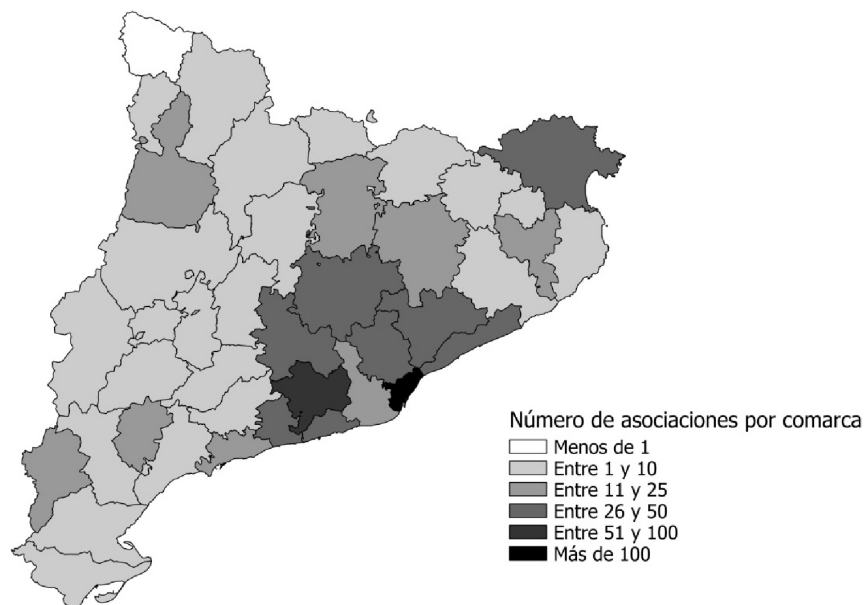 Número de asociaciones por comarca
Menos de 1
Entre 1 y 10
Entre 11 y 25
Entre 26 y 50
Entre 51 y 100
Más de 100